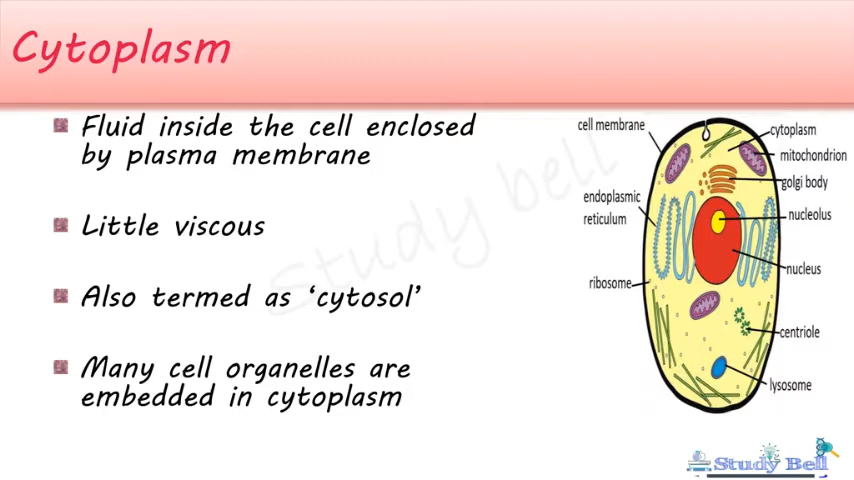 Cytoplasm
Fluid inside the cell enclosed
by plasma membrane
Little viscous
Also termed as ‘cytosol’
Many cell organelles are
embedded in cytoplasm
Study bell
cell membrane
cytoplasm
mitochondrion
golgi body
endoplasmic
reticulum
nucleolus
nucleus
ribosome
centriole
lysosome
Study Bell